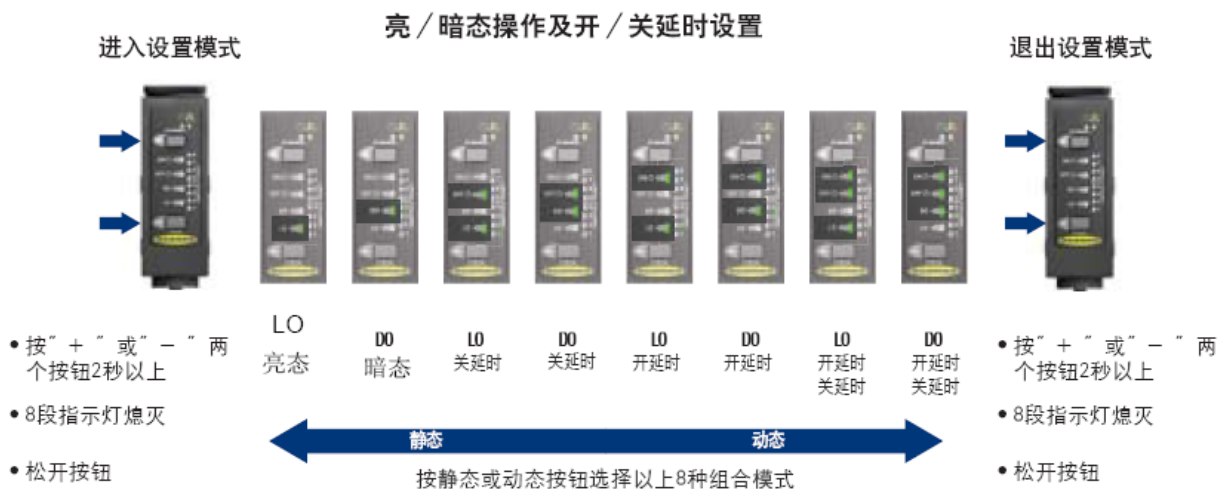 亮/暗态操作及开/关延时设置
进入设置模式
退出设置模式
LO
亮态
DO
暗态
LO
关延时
DO
关延时
LO
开延时
DO
开延时
LO
开延时
关延时
DO
开延时
关延时
• 按"+"或"-"两
个按钮2秒以上
• 8段指示灯熄灭
• 松开按钮
静态
动态
按静态或动态按钮选择以上8种组合模式
• 按"+"或"-"两
个按钮2秒以上
• 8段指示灯熄灭
• 松开按钮